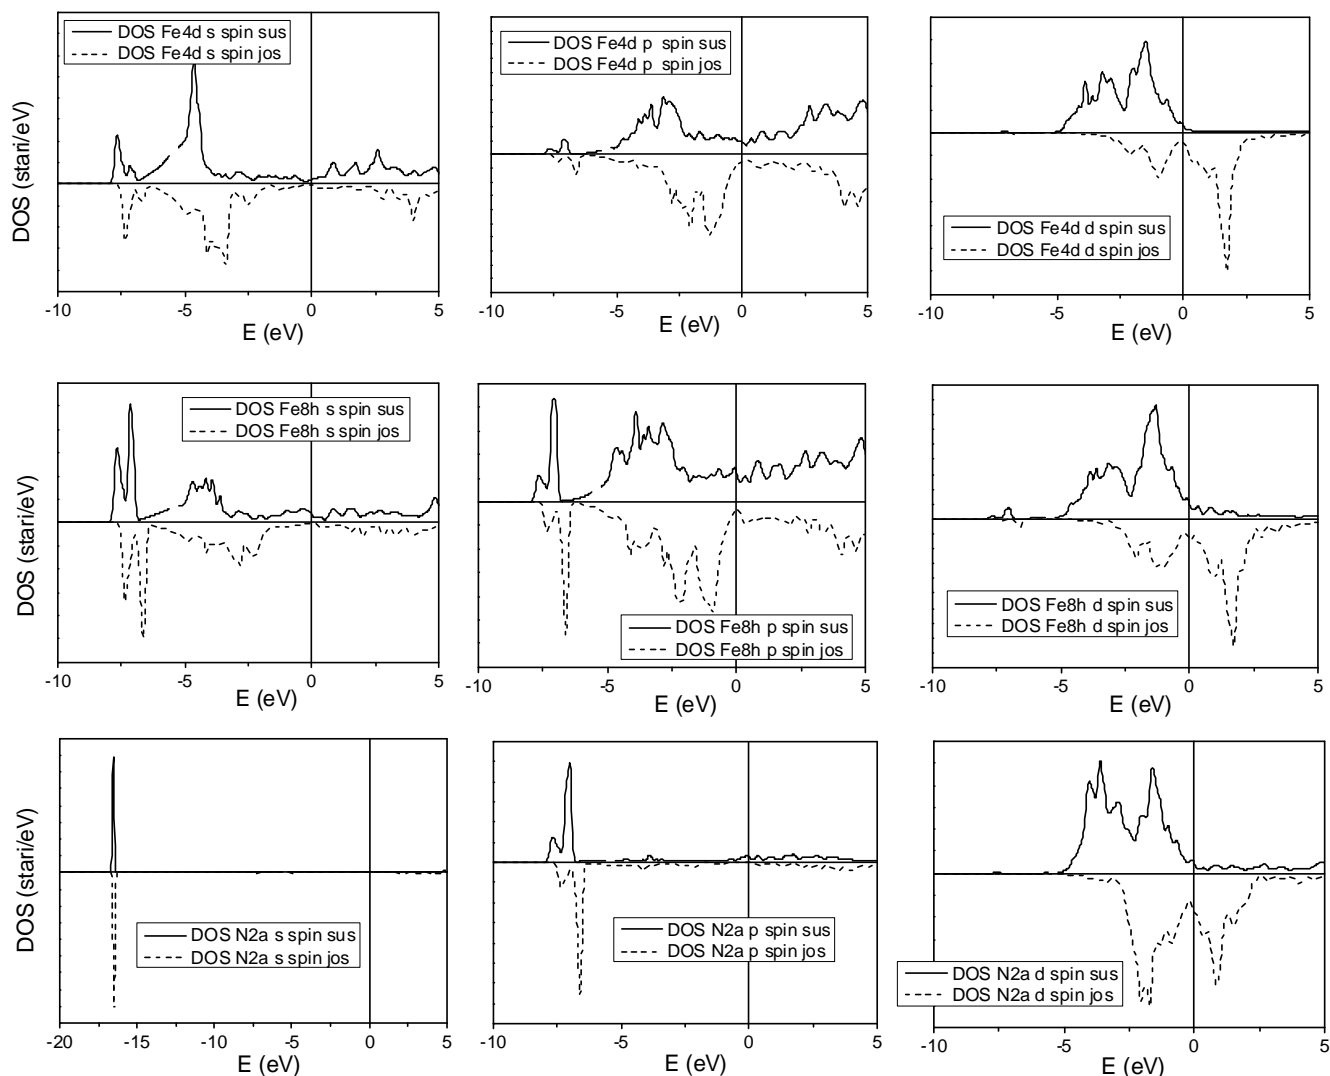 DOS Fe4d s spin sus
DOS Fe4d s spin jos
DOS (stari/eV)
-10 -5 0 5
E (eV)
DOS Fe4d p spin sus
DOS Fe4d p spin jos
-10 -5 0 5
E (eV)
DOS Fe4d d spin sus
DOS Fe4d d spin jos
-10 -5 0 5
E (eV)
DOS Fe8h s spin sus
DOS Fe8h s spin jos
DOS (stari/eV)
-10 -5 0 5
E (eV)
DOS Fe8h p spin sus
DOS Fe8h p spin jos
-10 -5 0 5
E (eV)
DOS Fe8h d spin sus
DOS Fe8h d spin jos
-10 -5 0 5
E (eV)
DOS N2a s spin sus
DOS N2a s spin jos
DOS (stari/eV)
-20 -15 -10 -5 0 5
E (eV)
DOS N2a p spin sus
DOS N2a p spin jos
-10 -5 0 5
E (eV)
DOS N2a d spin sus
DOS N2a d spin jos
-10 -5 0 5
E (eV)